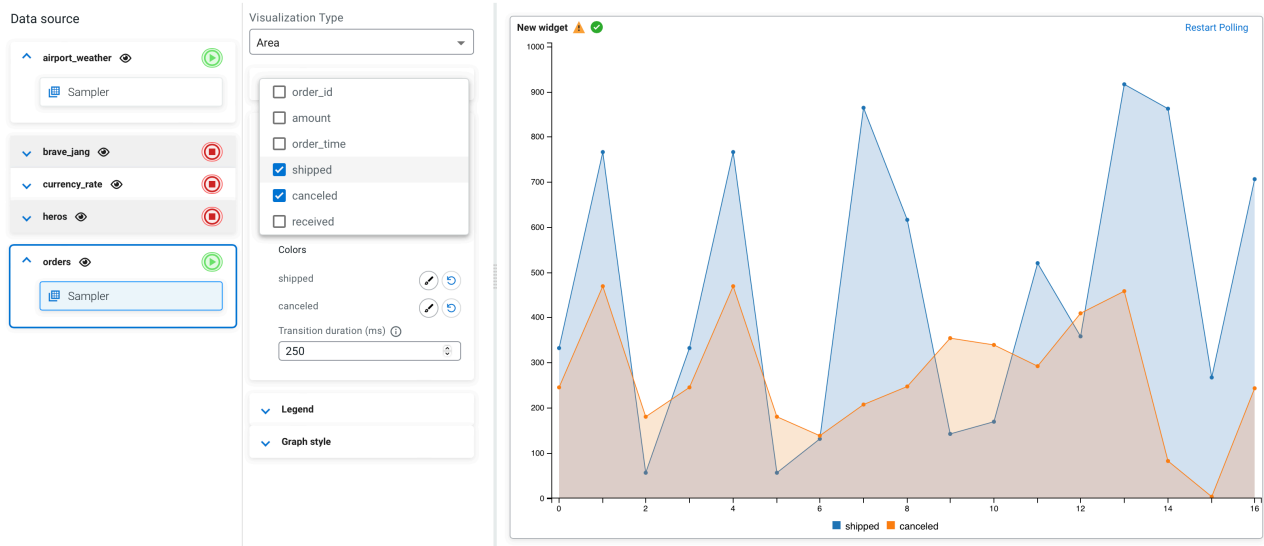 Data source
airport_weather
Sampler
brave_jang
currency_rate
heros
orders
Sampler
Visualization Type
Area
order_id
amount
order_time
shipped
canceled
received
Colors
shipped
canceled
Transition duration (ms)
250
Legend
Graph style
New widget
Restart Polling
1000
900
800
700
600
500
400
300
200
100
0
0 2 4 6 8 10 12 14 16
shipped canceled